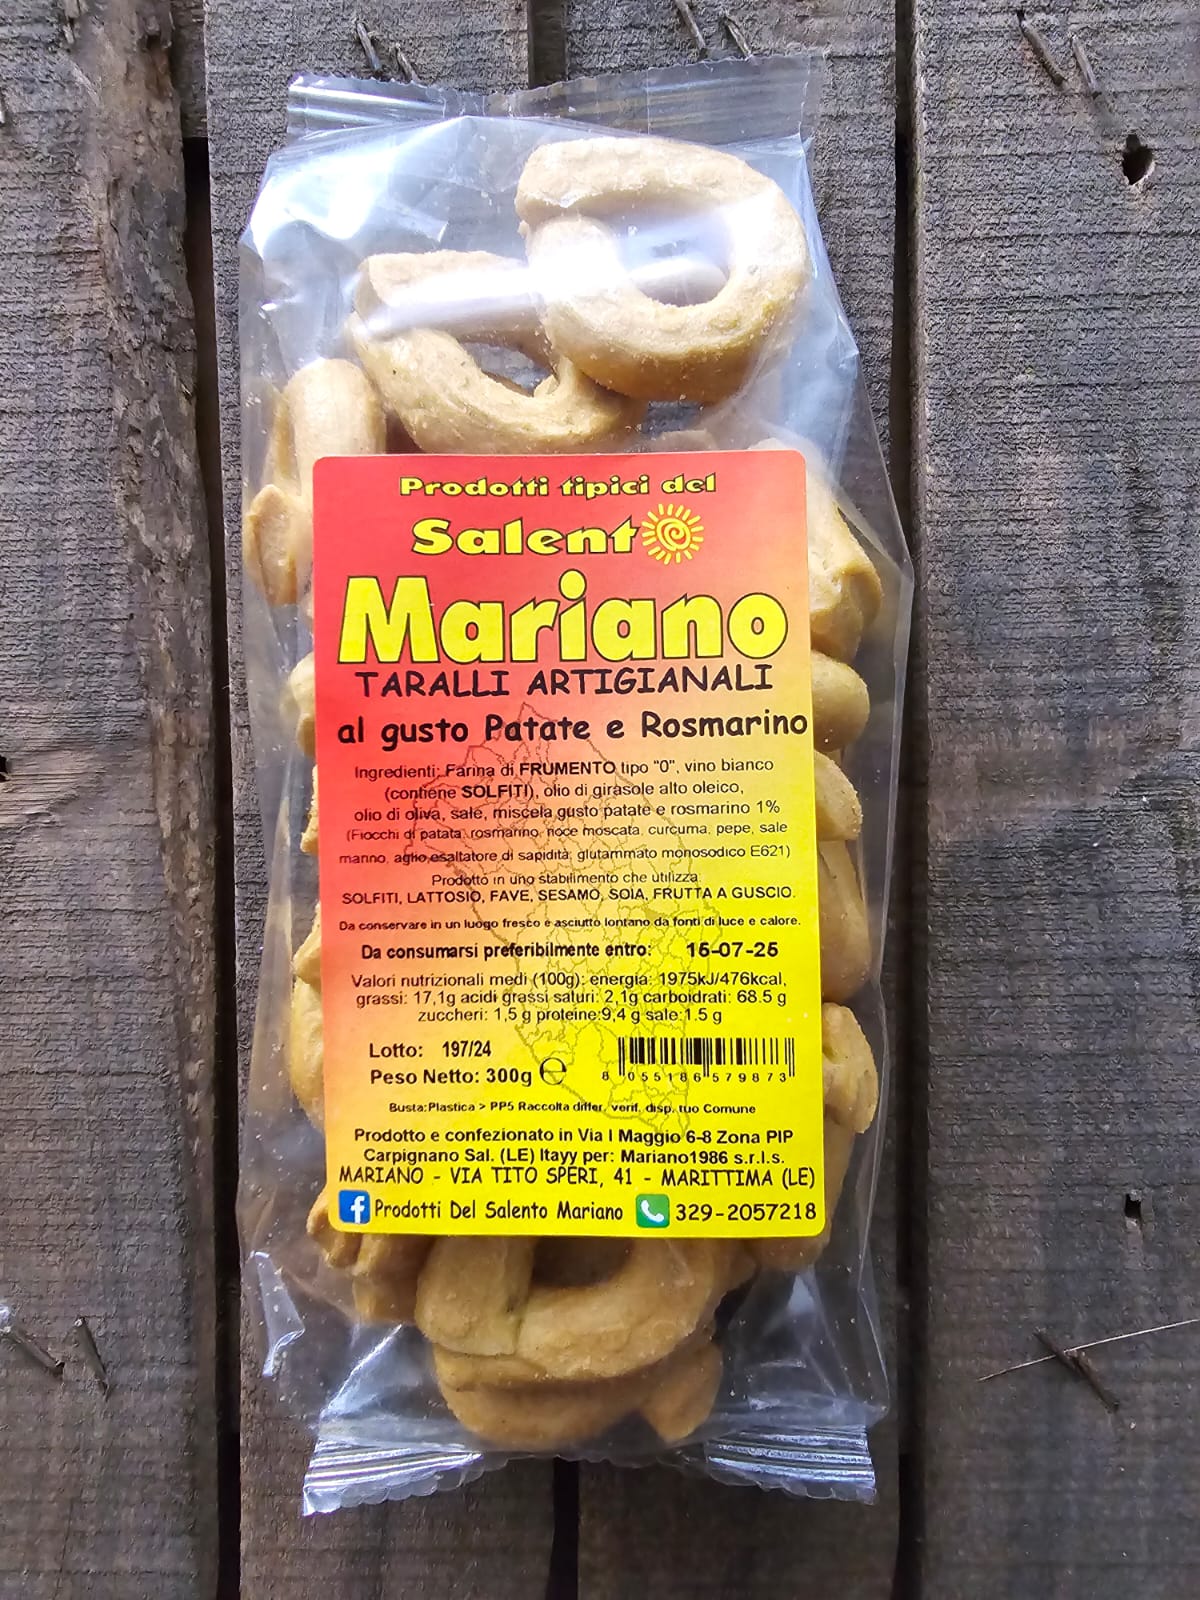 Prodotti tipici del
Salento
Mariano
TARALLI ARTIGIANALI
al gusto Patate e Rosmarino
Ingredienti: Farina di FRUMENTO tipo "0", vino bianco
(contiene SOLFITI), olio di girasole alto oleico,
olio di oliva, sale, miscela gusto patate e rosmarino 1%
(Fiocchi di patata, rosmarino, noce moscata, curcuma, pepe, sale
marino, aglio,esaltatore di sapidità: glutammato monosodico E621)
Prodotto in uno stabilimento che utilizza:
SOLFITI, LATTOSIO, FAVE, SESAMO, SOIA, FRUTTA A GUSCIO.
Da conservare in un luogo fresco e asciutto lontano da fonti di luce e calore.
Da consumarsi preferibilmente entro: 15-07-25
Valori nutrizionali medi (100g): energia: 1975kJ/476kcal,
grassi: 17,1g acidi grassi saturi: 2,1g carboidrati: 68.5 g
zuccheri: 1,5 g proteine:9,4 g sale:1.5 g
Lotto: 197/24
Peso Netto: 300g ℮
8 055186 579873
Busta:Plastica > PP5 Raccolta differ. verif. disp. tuo Comune
Prodotto e confezionato in Via I Maggio 6-8 Zona PIP
Carpignano Sal. (LE) Itayy per: Mariano1986 s.r.l.s.
MARIANO - VIA TITO SPERI, 41 - MARITTIMA (LE)
Prodotti Del Salento Mariano 329-2057218